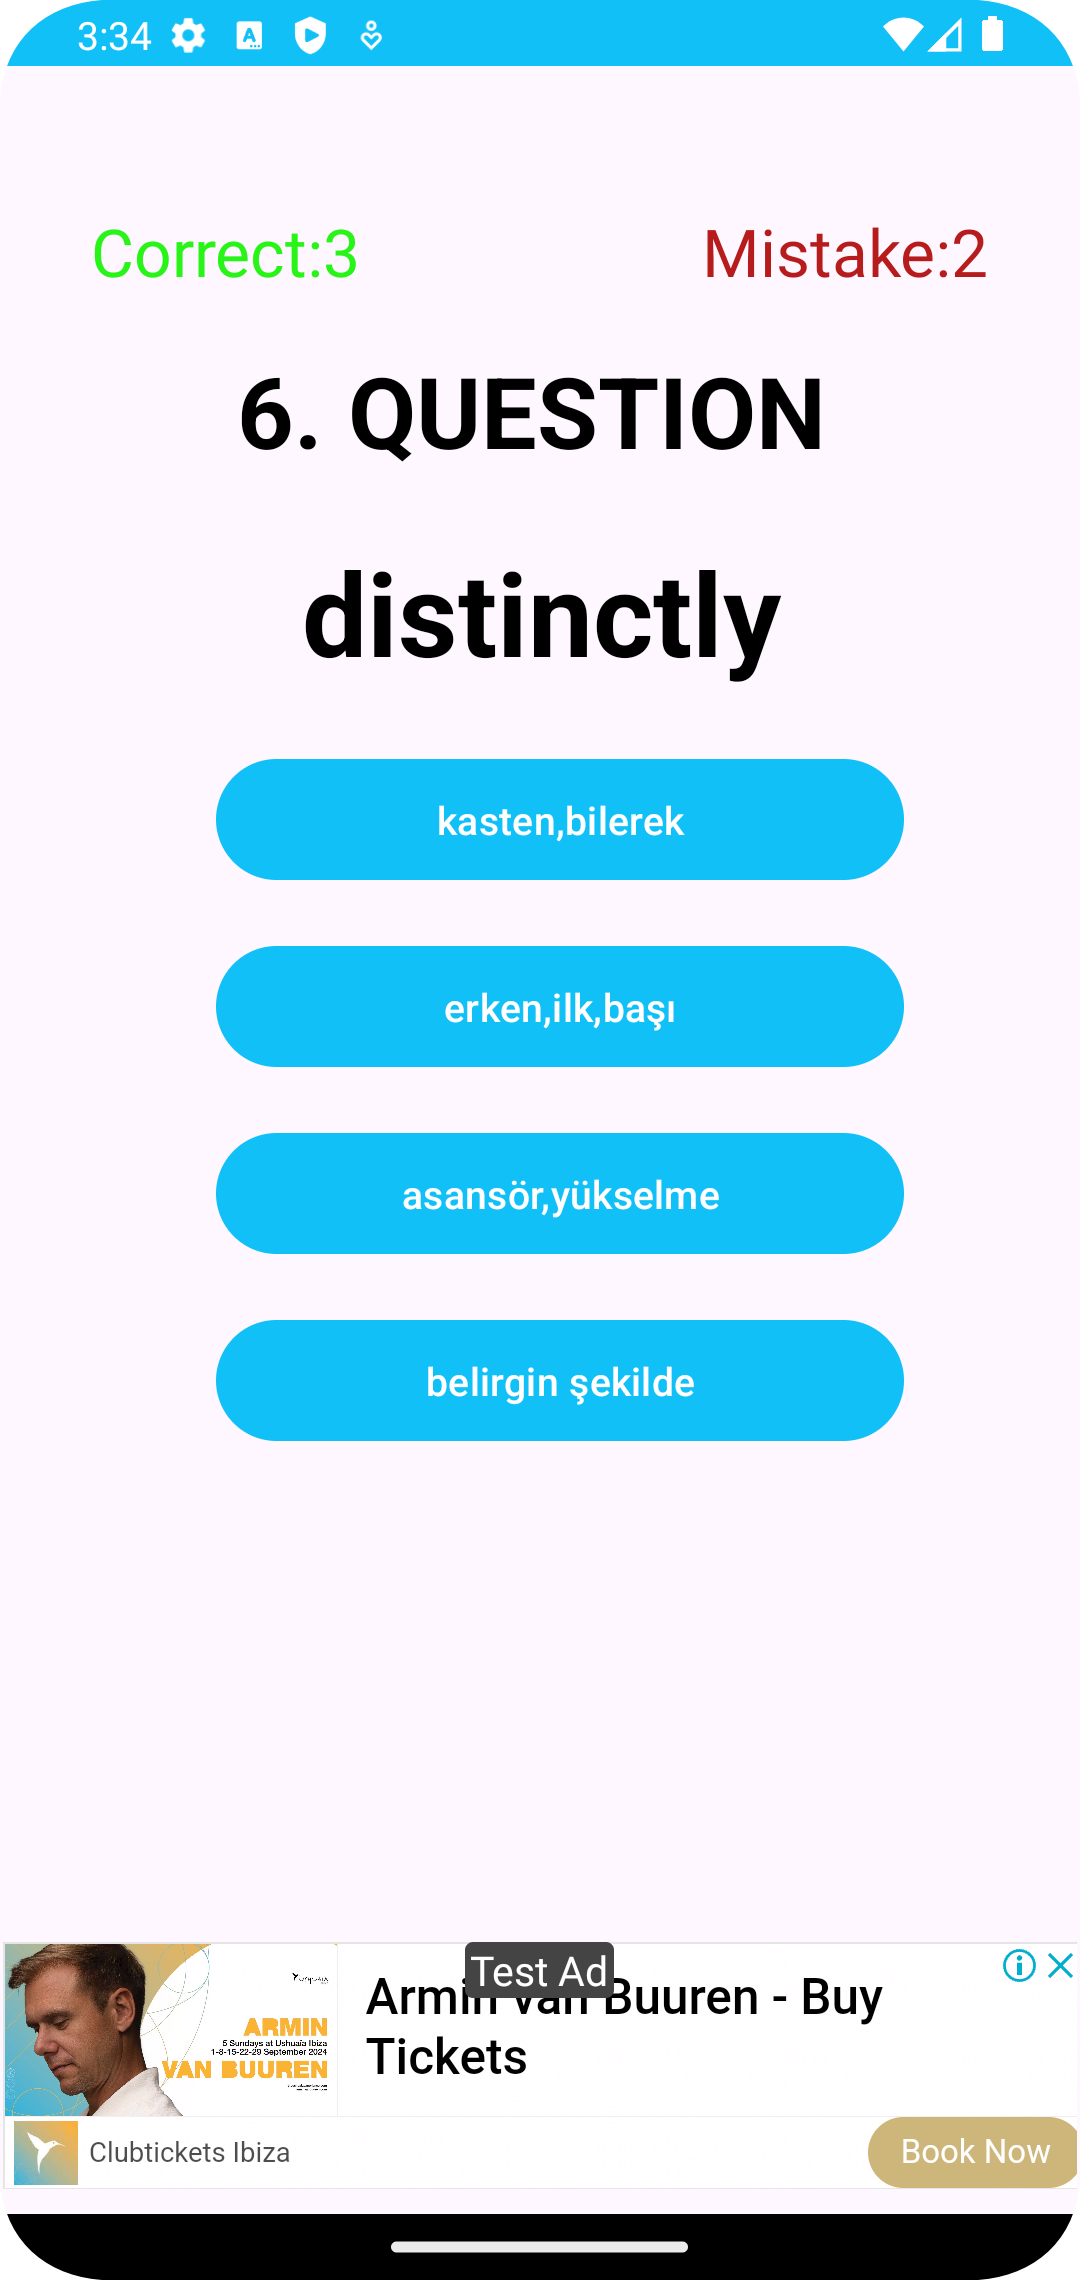 3:34
Correct:3
Mistake:2
6. QUESTION
distinctly
kasten,bilerek
erken,ilk,başı
asansör,yükselme
belirgin şekilde
Test Ad
Armin van Buuren - Buy
Tickets
ARMIN
5 Sundays at Ushuaïa Ibiza
1-8-15-22-29 September 2024
VAN BUUREN
Clubtickets Ibiza
Book Now